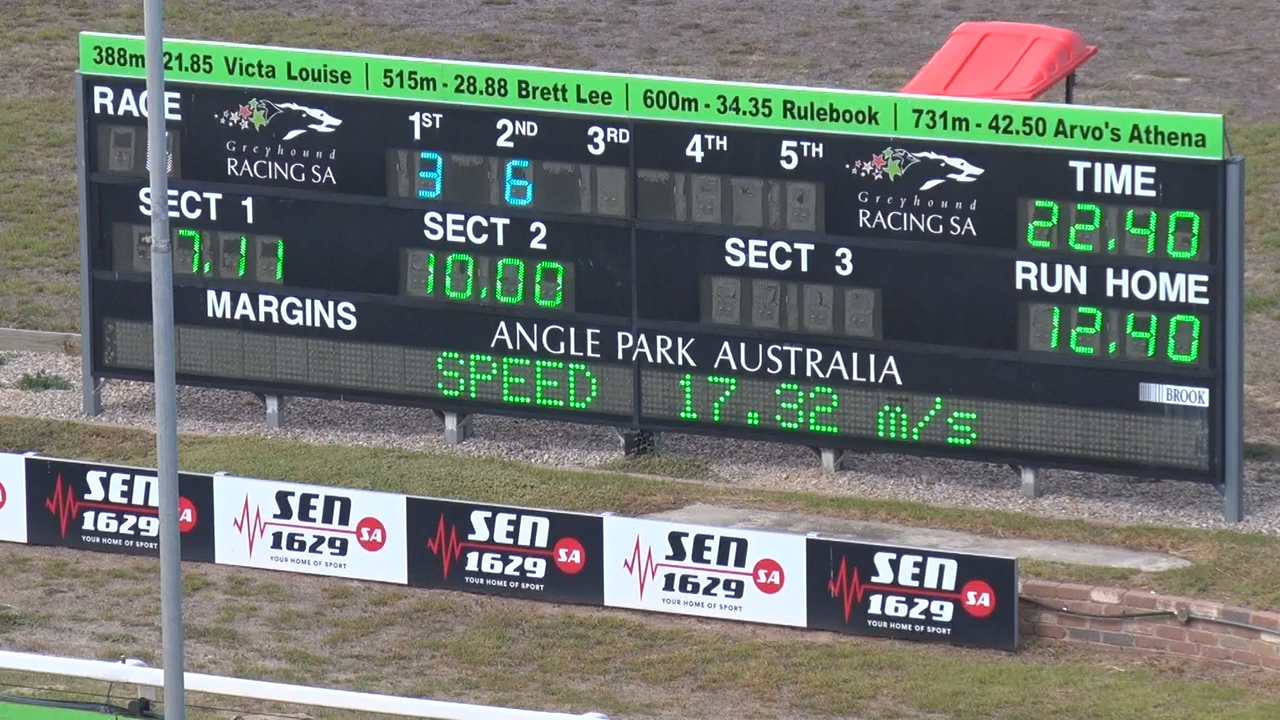 388m 21.85 Victa Louise | 515m - 28.88 Brett Lee | 600m - 34.35 Rulebook | 731m - 42.50 Arvo's Athena
RACE
Greyhound
RACING SA
1ST 2ND 3RD 4TH 5TH
3 6
Greyhound
RACING SA
TIME
22.40
SECT 1
7.11
SECT 2
10.00
SECT 3
RUN HOME
12.40
MARGINS
ANGLE PARK AUSTRALIA
SPEED 17.32 m/s
BROOK
SEN
1629 SA
YOUR HOME OF SPORT
SEN
1629 SA
YOUR HOME OF SPORT
SEN
1629 SA
YOUR HOME OF SPORT
SEN
1629 SA
YOUR HOME OF SPORT
SEN
1629 SA
YOUR HOME OF SPORT